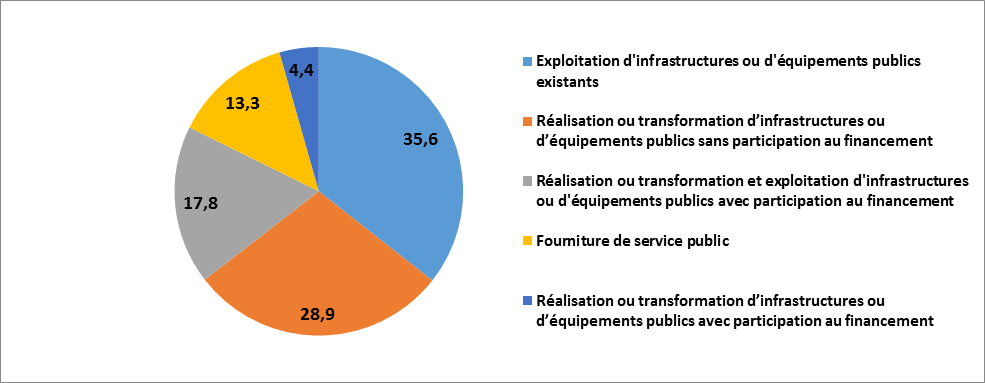 4,4
13,3
35,6
17,8
28,9
Exploitation d'infrastructures ou d'équipements publics
existants
Réalisation ou transformation d’infrastructures ou
d’équipements publics sans participation au financement
Réalisation ou transformation et exploitation d'infrastructures
ou d'équipements publics avec participation au financement
Fourniture de service public
Réalisation ou transformation d’infrastructures ou
d’équipements publics avec participation au financement